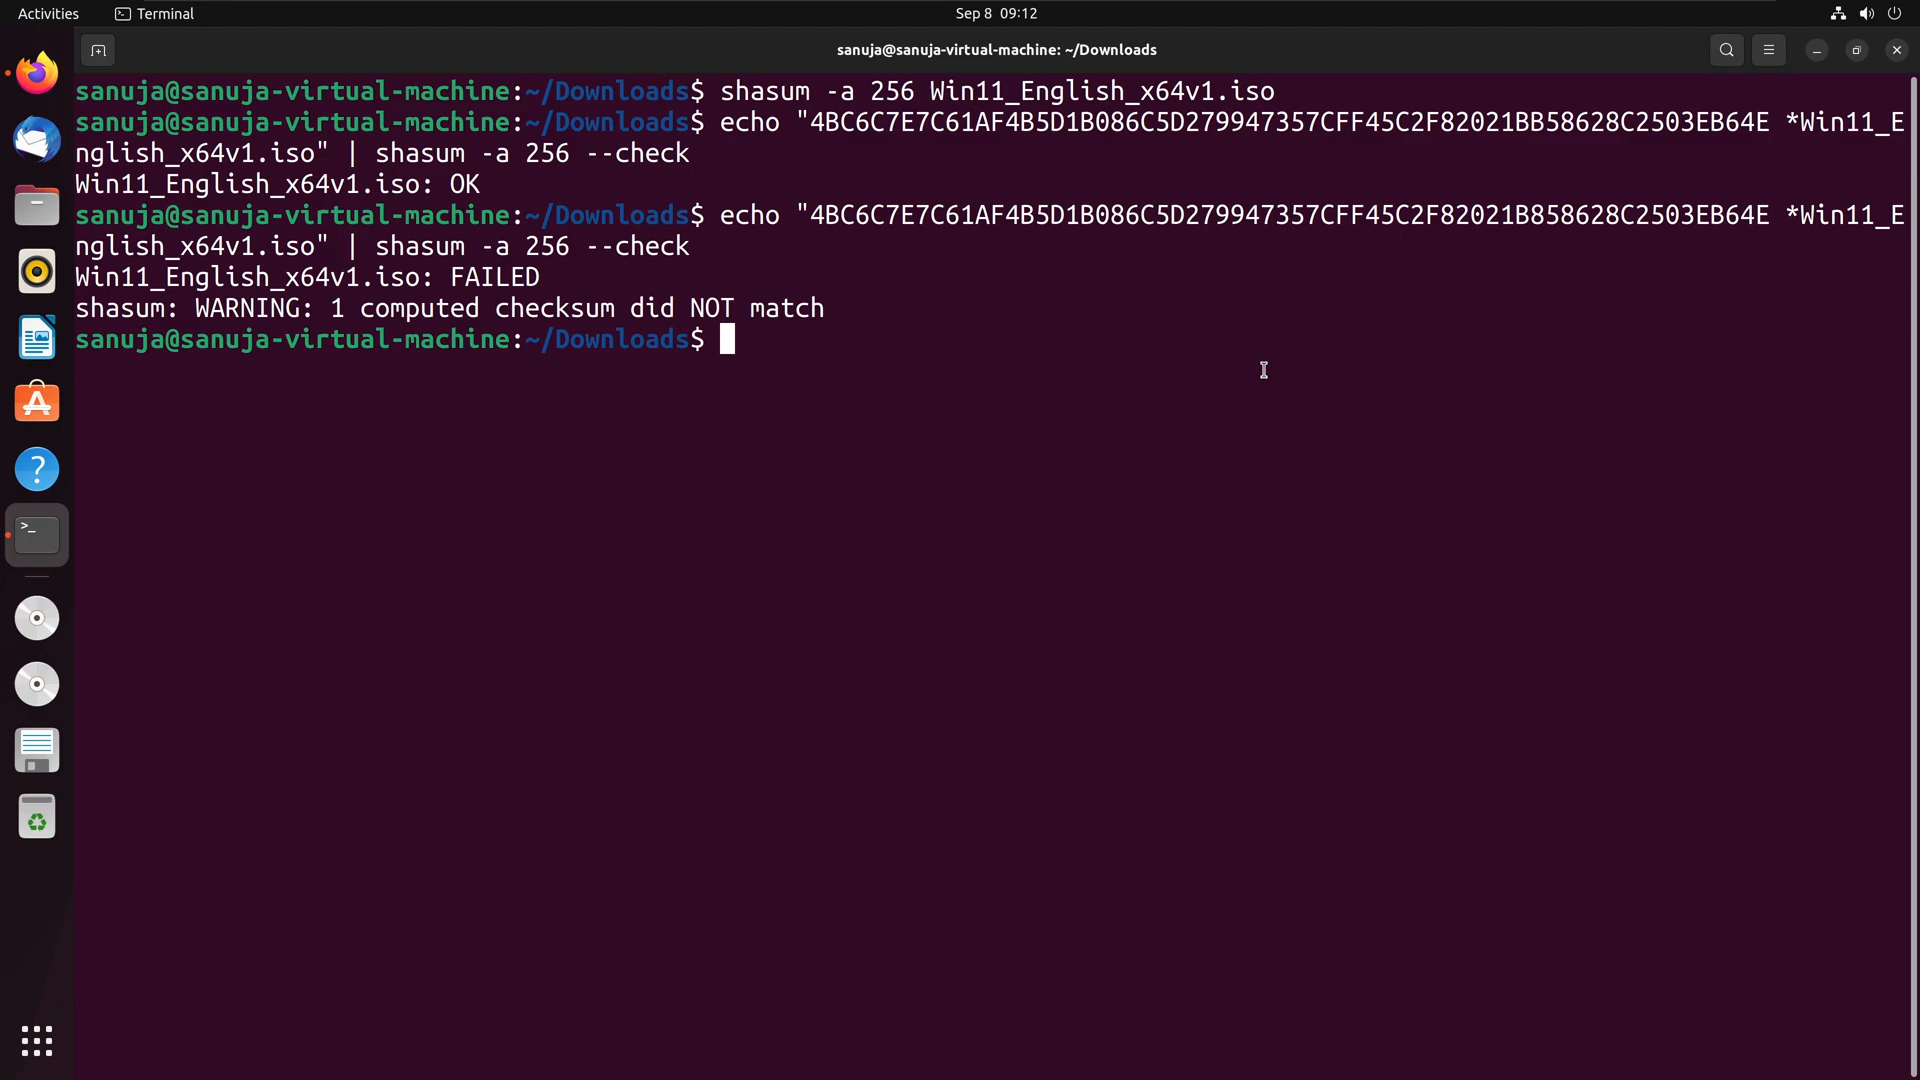 Activities Terminal Sep 8 09:12
sanuja@sanuja-virtual-machine: ~/Downloads
sanuja@sanuja-virtual-machine:~/Downloads$ shasum -a 256 Win11_English_x64v1.iso
sanuja@sanuja-virtual-machine:~/Downloads$ echo "4BC6C7E7C61AF4B5D1B086C5D279947357CFF45C2F82021BB58628C2503EB64E *Win11_E
nglish_x64v1.iso" | shasum -a 256 --check
Win11_English_x64v1.iso: OK
sanuja@sanuja-virtual-machine:~/Downloads$ echo "4BC6C7E7C61AF4B5D1B086C5D279947357CFF45C2F82021B858628C2503EB64E *Win11_E
nglish_x64v1.iso" | shasum -a 256 --check
Win11_English_x64v1.iso: FAILED
shasum: WARNING: 1 computed checksum did NOT match
sanuja@sanuja-virtual-machine:~/Downloads$